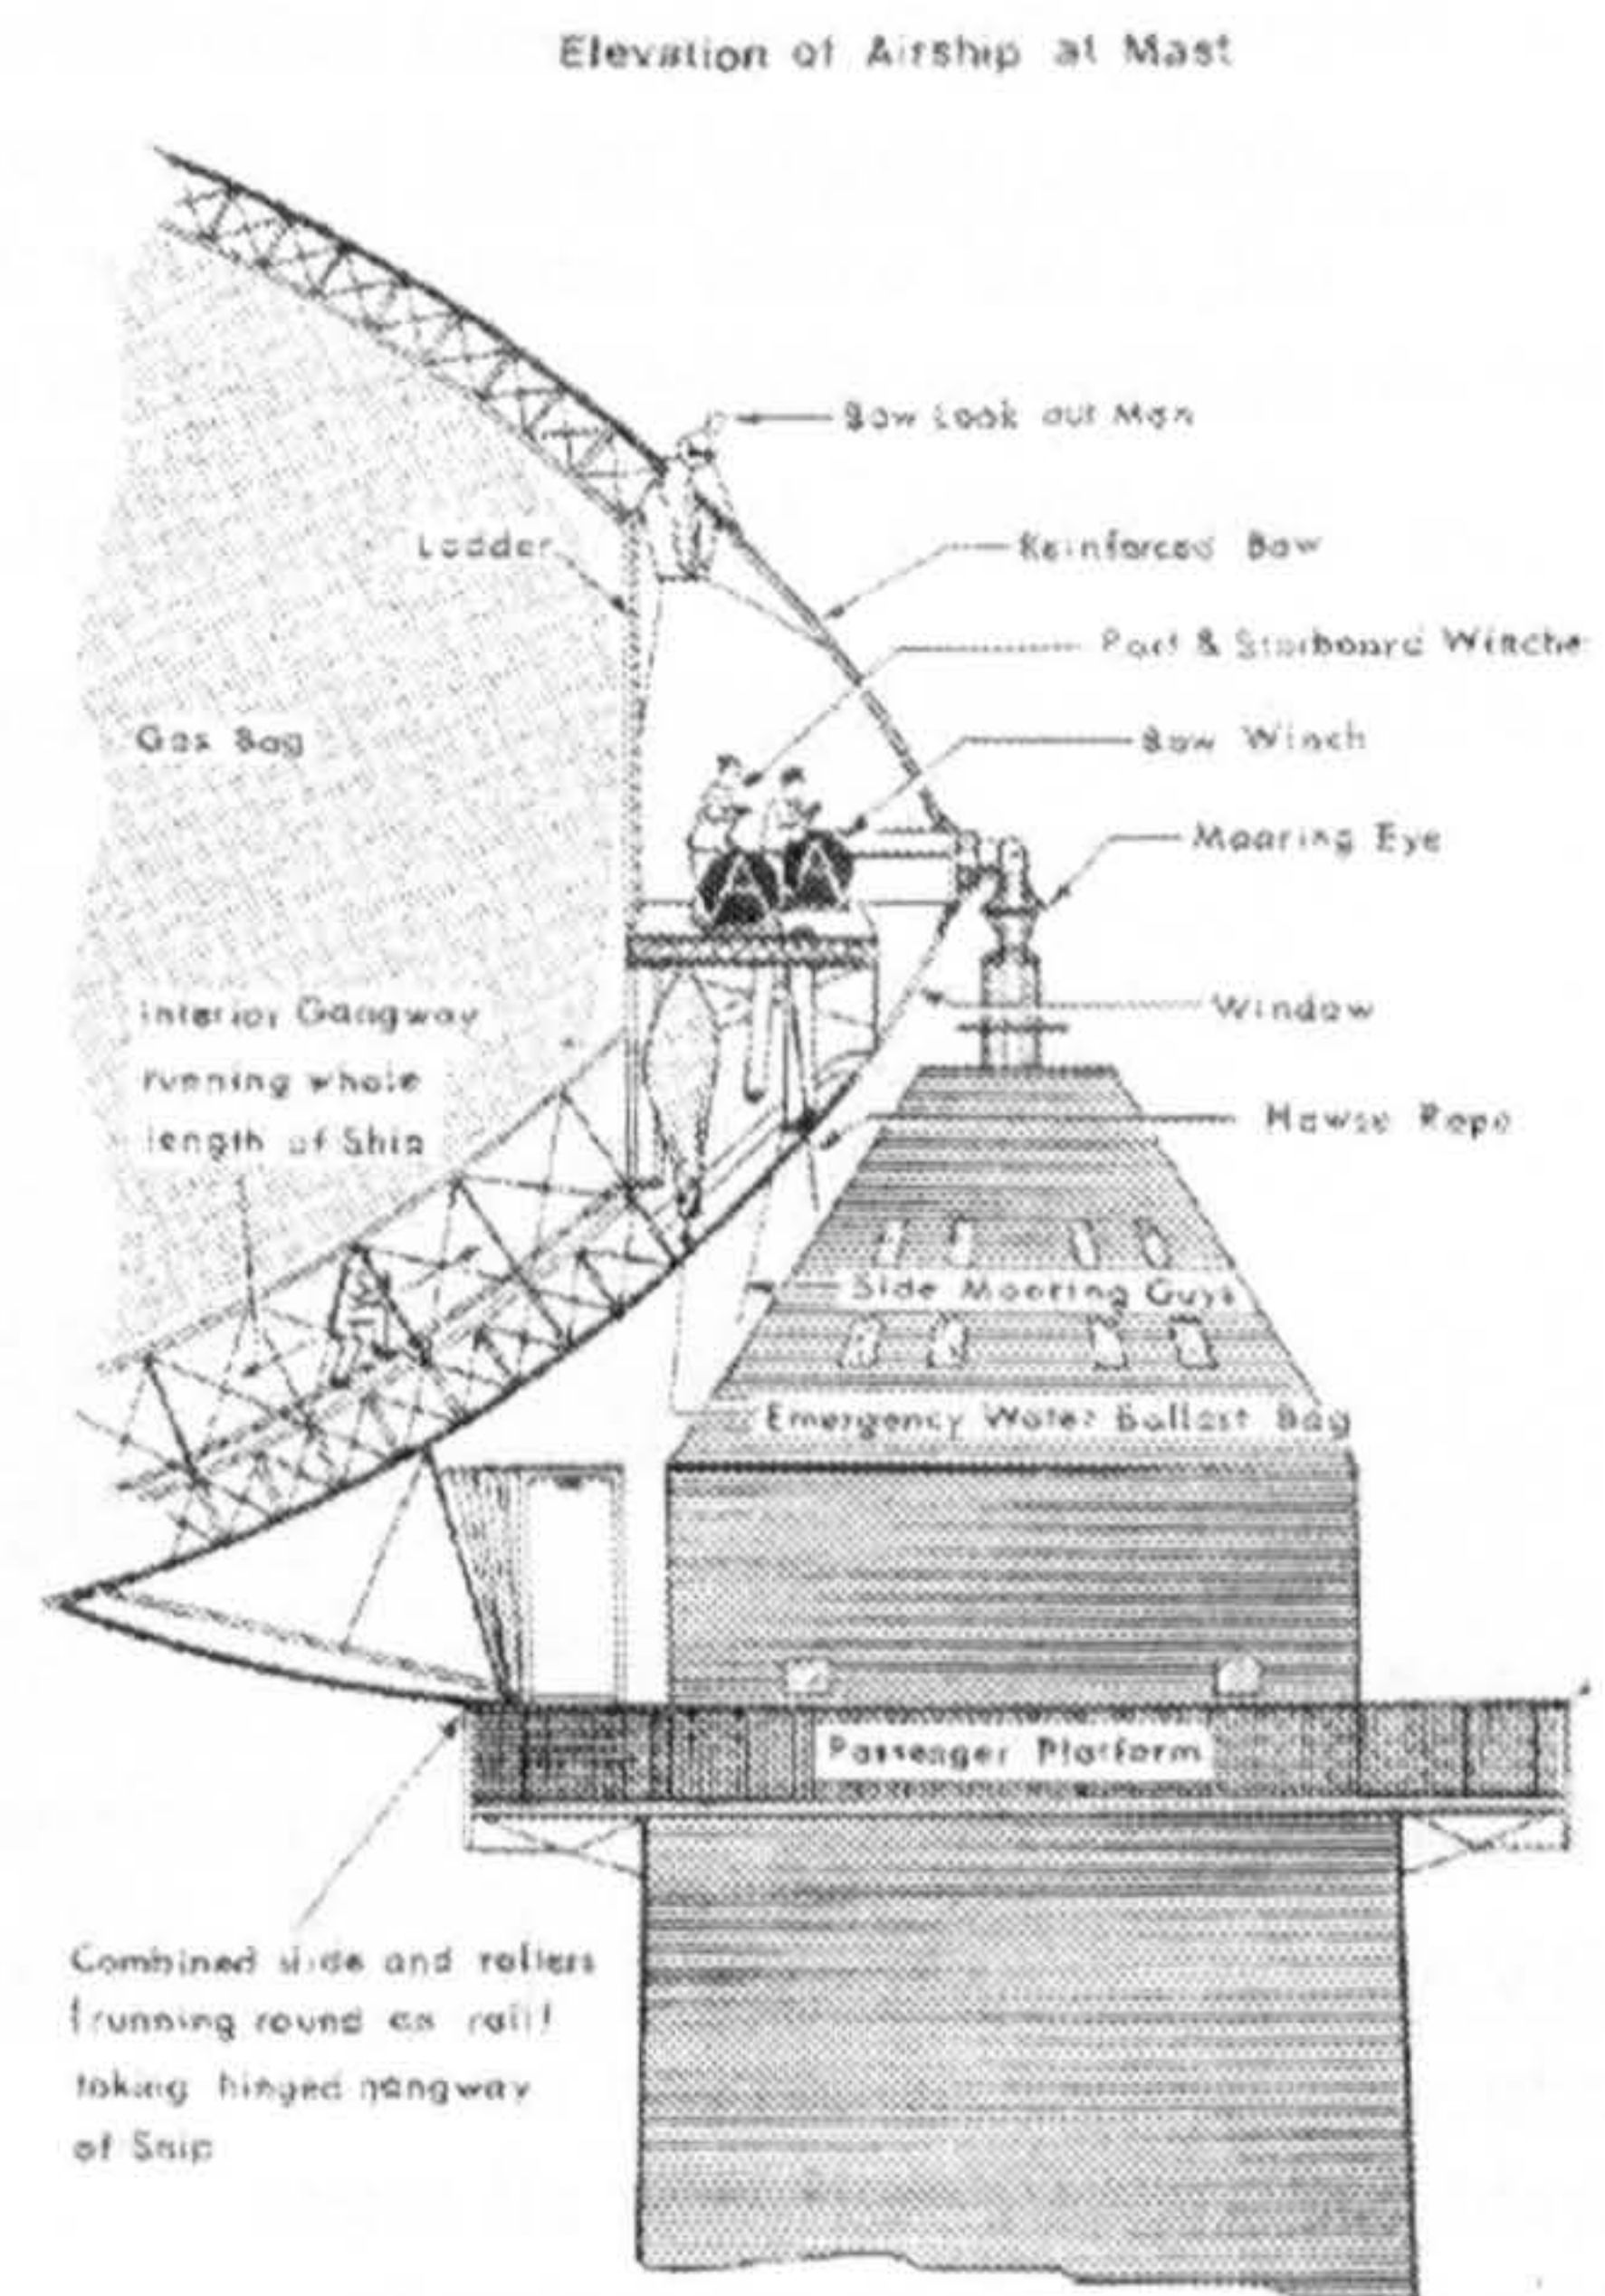 Elevation of Airship at Mast
Bow Look out Man
Ladder
Reinforced Bow
Port & Starboard Winche
Gas Bag
Bow Winch
Mooring Eye
Interior Gangway
running whole
length of Ship
Window
Hawse Rope
Side Mooring Guys
Emergency Water Ballast Bag
Passenger Platform
Combined slide and rollers
(running round on rail)
taking hinged gangway
of Ship